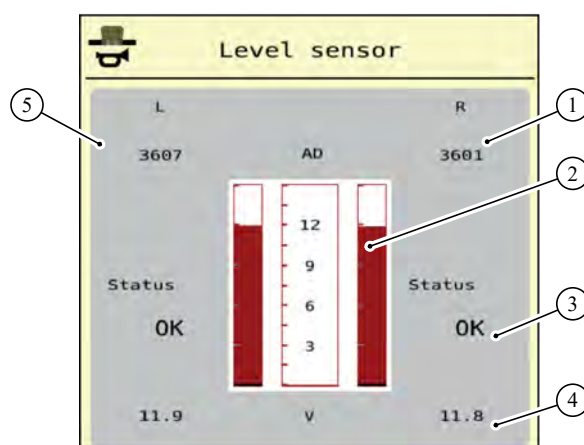 Level sensor
L R
5 1
3607 AD 3601
2
12
9
Status Status
6
OK OK
3
3
4
11.9 V 11.8